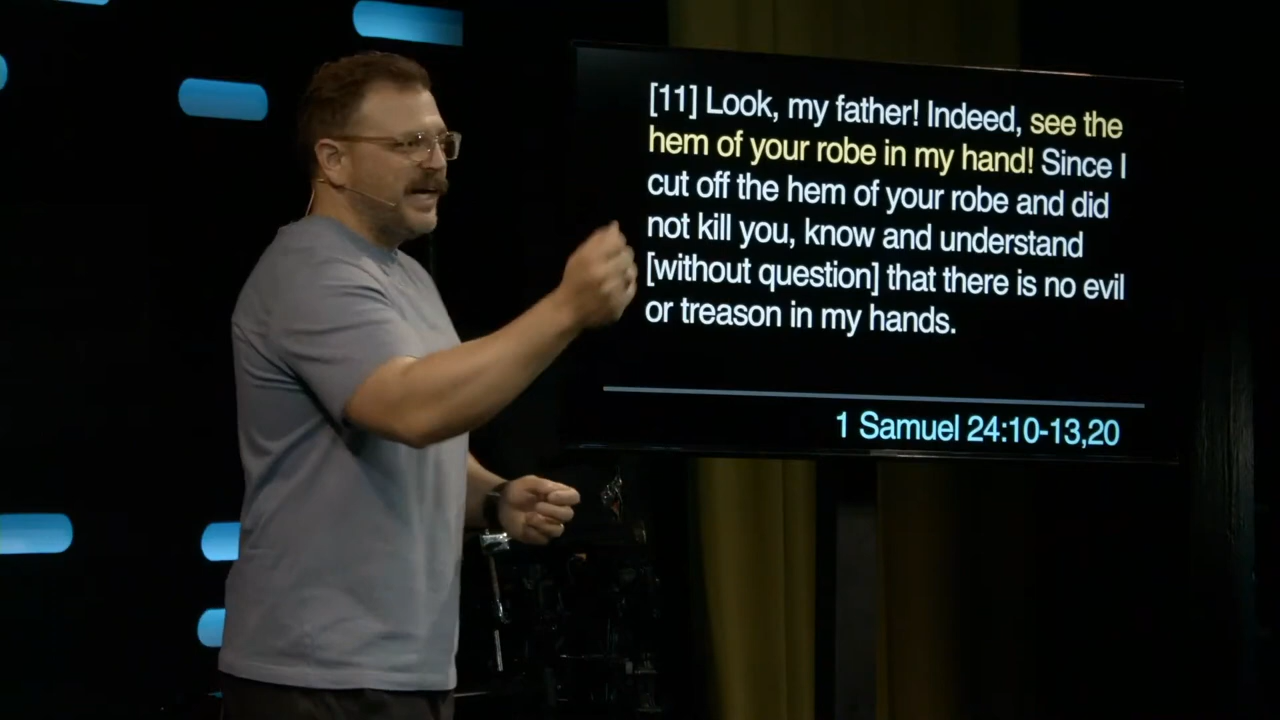 [11] Look, my father! Indeed, see the
hem of your robe in my hand! Since I
cut off the hem of your robe and did
not kill you, know and understand
[without question] that there is no evil
or treason in my hands.
1 Samuel 24:10-13,20